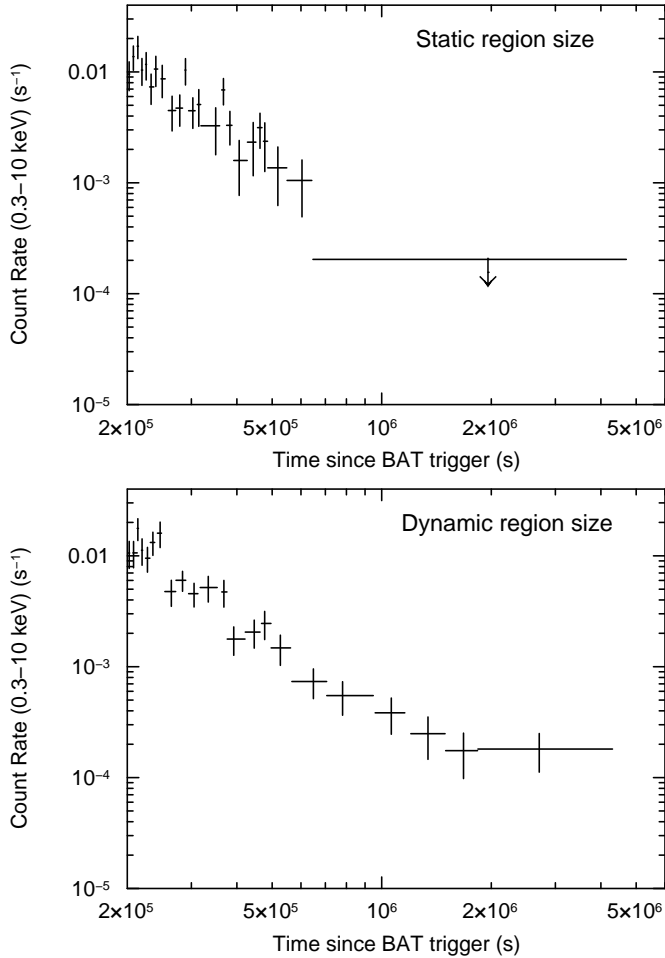 Static region size
Count Rate (0.3–10 keV) (s⁻¹)
0.01
10⁻³
10⁻⁴
10⁻⁵
2×10⁵ 5×10⁵ 10⁶ 2×10⁶ 5×10⁶
Time since BAT trigger (s)
Dynamic region size
Count Rate (0.3–10 keV) (s⁻¹)
0.01
10⁻³
10⁻⁴
10⁻⁵
2×10⁵ 5×10⁵ 10⁶ 2×10⁶ 5×10⁶
Time since BAT trigger (s)